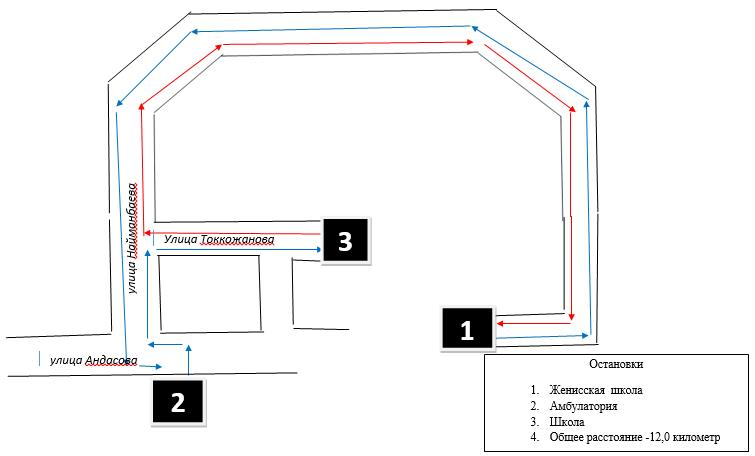 улица Найманбаева
Улица Токкожанова
3
1
улица Андасова
2
Остановки
1. Женисская школа
2. Амбулатория
3. Школа
4. Общее расстояние -12,0 километр